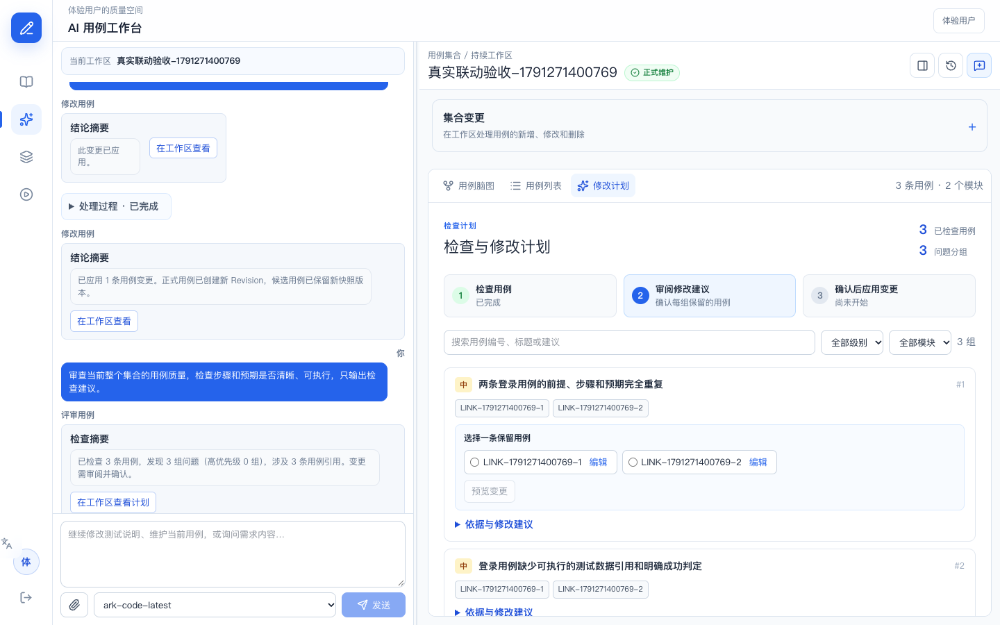 体验用户的质量空间
AI 用例工作台
体验用户
当前工作区 真实联动验收-1791271400769
修改用例
结论摘要
此变更已应
用。
在工作区查看
处理过程 · 已完成
修改用例
结论摘要
已应用 1 条用例变更。正式用例已创建新 Revision，候选用例已保留新快照版
本。
在工作区查看
你
审查当前整个集合的用例质量，检查步骤和预期是否清晰、可执行，只输出检
查建议。
评审用例
检查摘要
已检查 3 条用例，发现 3 组问题（高优先级 0 组），涉及 3 条用例引用。变更
需审阅并确认。
在工作区查看计划
继续修改测试说明、维护当前用例，或询问需求内容...
ark-code-latest
发送
体
用例集合 / 持续工作区
真实联动验收-1791271400769
正式维护
集合变更
在工作区处理用例的新增、修改和删除
用例脑图
用例列表
修改计划
3 条用例 · 2 个模块
检查计划
检查与修改计划
3 已检查用例
3 问题分组
1 检查用例
已完成
2 审阅修改建议
确认每组保留的用例
3 确认后应用变更
尚未开始
搜索用例编号、标题或建议
全部级别
全部模块
3 组
中 两条登录用例的前提、步骤和预期完全重复 #1
LINK-1791271400769-1 LINK-1791271400769-2
选择一条保留用例
LINK-1791271400769-1 编辑 LINK-1791271400769-2 编辑
预览变更
依据与修改建议
中 登录用例缺少可执行的测试数据引用和明确成功判定 #2
LINK-1791271400769-1 LINK-1791271400769-2
依据与修改建议